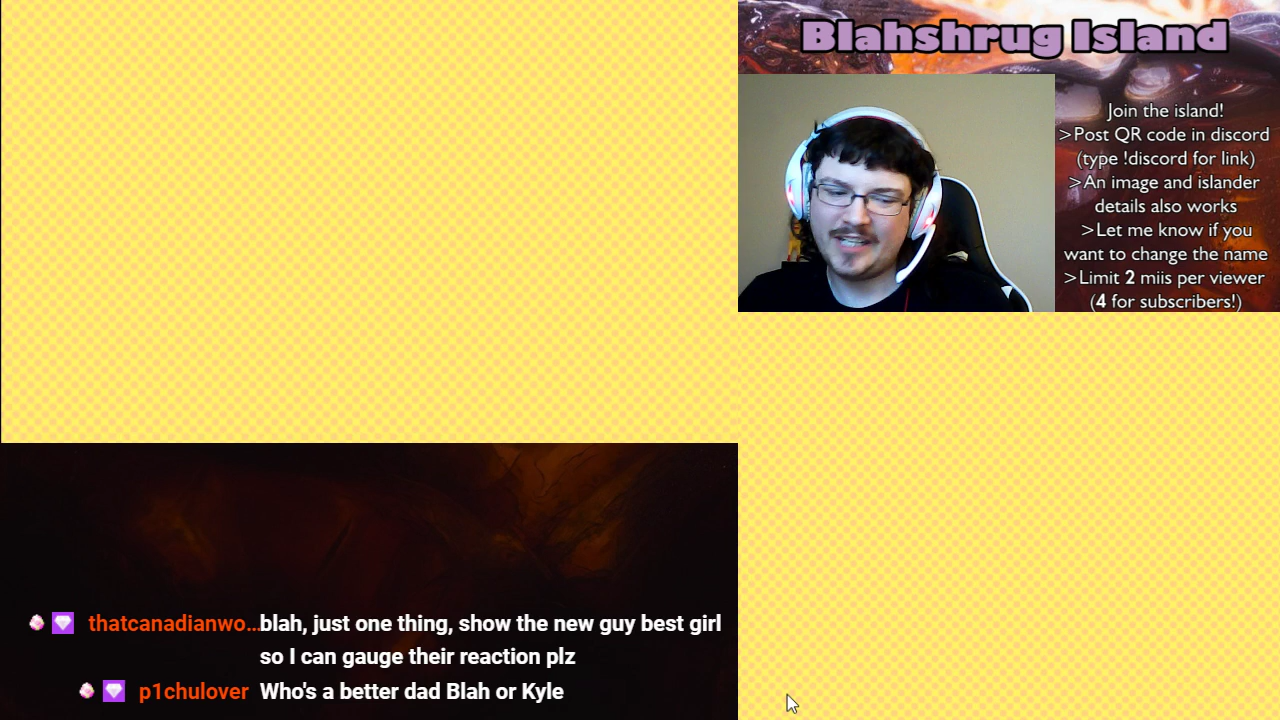 Blahshrug Island
Join the island!
>Post QR code in discord
(type !discord for link)
>An image and islander
details also works
>Let me know if you
want to change the name
>Limit 2 miis per viewer
(4 for subscribers!)
thatcanadianwo... blah, just one thing, show the new guy best girl
so I can gauge their reaction plz
p1chulover Who's a better dad Blah or Kyle